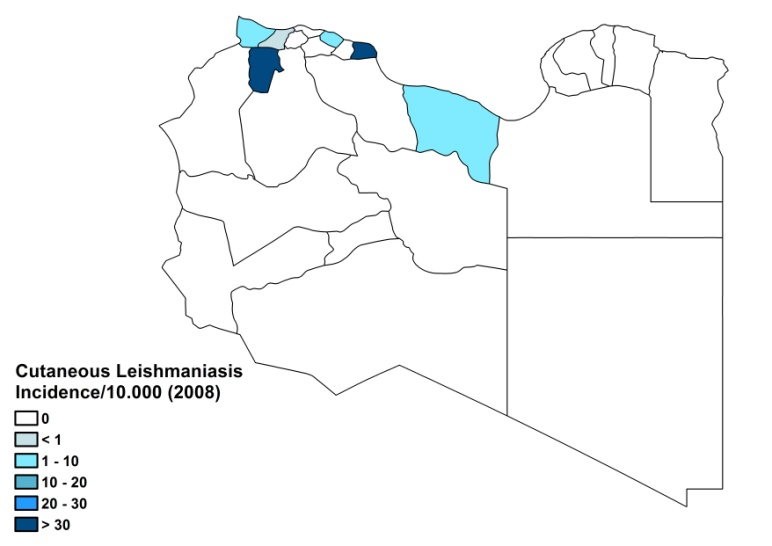 Cutaneous Leishmaniasis
Incidence/10.000 (2008)
0
< 1
1 - 10
10 - 20
20 - 30
> 30